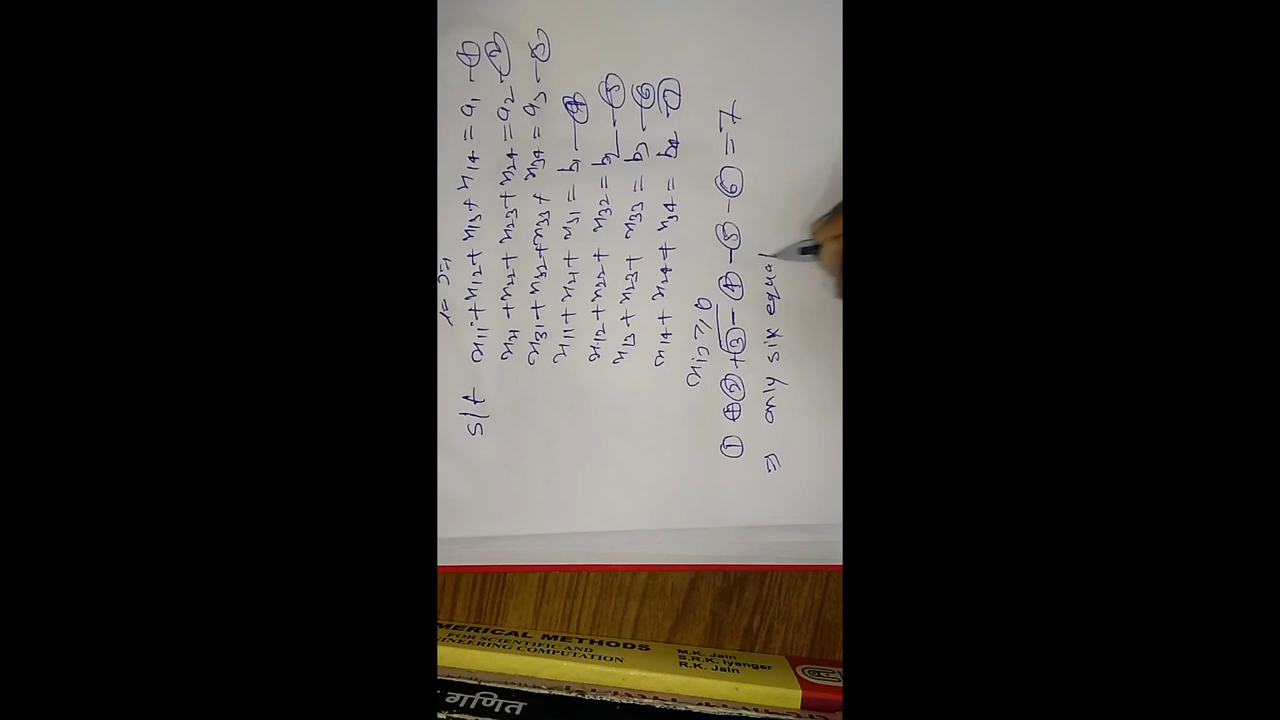 s/t x11 + x12 + x13 + x14 = a1 - ①
x21 + x22 + x23 + x24 = a2 - ②
x31 + x32 + x33 + x34 = a3 - ③
x11 + x21 + x31 = b1 - ④
x12 + x22 + x32 = b2 - ⑤
x13 + x23 + x33 = b3 - ⑥
x14 + x24 + x34 = b4 - ⑦
xij ≥ 0
① + ② + ③ - ④ - ⑤ - ⑥ = 7
⇒ only six equal
MERICAL METHODS
FOR SCIENTIFIC AND
GINEERING COMPUTATION
M.K. Jain
S.R.K. Iyengar
R.K. Jain
गणित